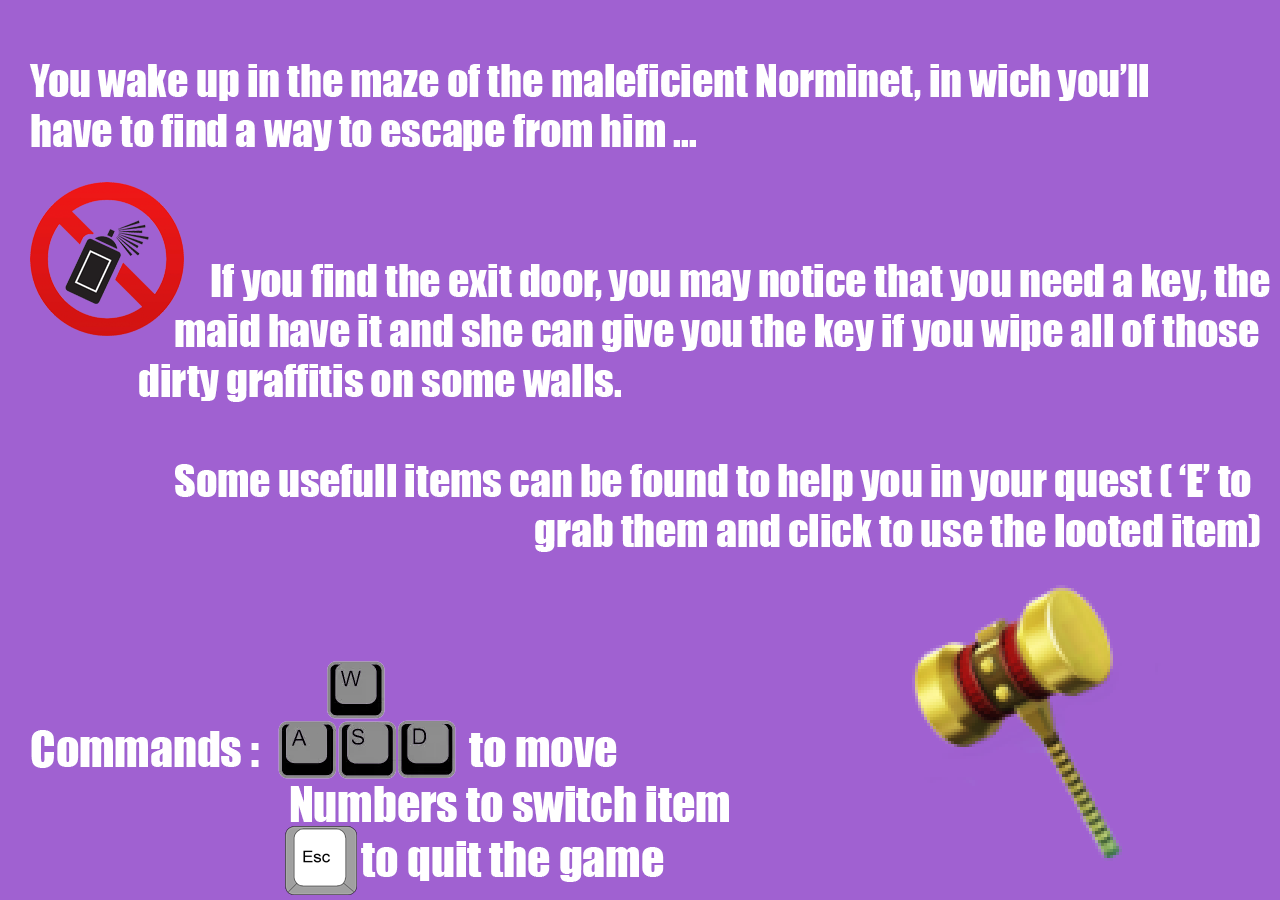 You wake up in the maze of the maleficient Norminet, in wich you’ll
have to find a way to escape from him ...
If you find the exit door, you may notice that you need a key, the
maid have it and she can give you the key if you wipe all of those
dirty graffitis on some walls.
Some usefull items can be found to help you in your quest ( ‘E’ to
grab them and click to use the looted item)
W
Commands : A S D to move
Numbers to switch item
Esc to quit the game